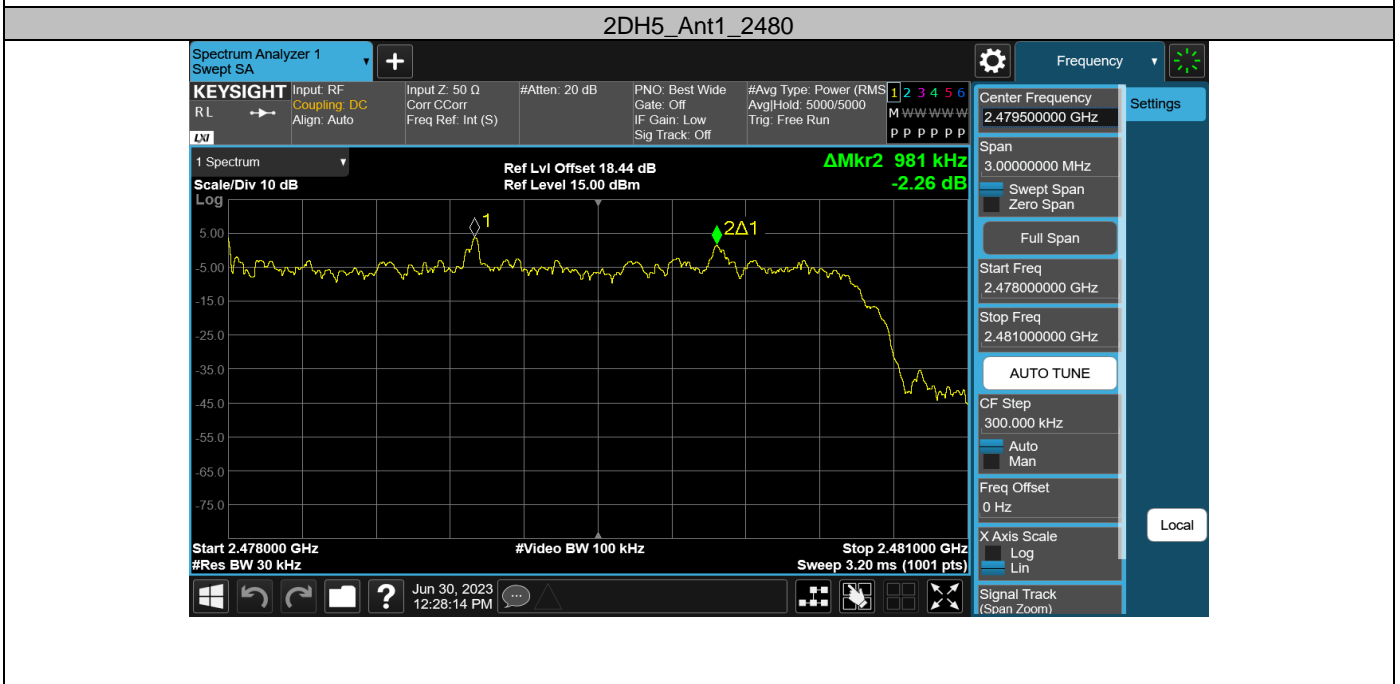 2DH5_Ant1_2480
Spectrum Analyzer 1
Swept SA
Frequency
KEYSIGHT
RL
LXI
Input: RF
Coupling: DC
Align: Auto
Input Z: 50 Ω
Corr CCorr
Freq Ref: Int (S)
#Atten: 20 dB
PNO: Best Wide
Gate: Off
IF Gain: Low
Sig Track: Off
#Avg Type: Power (RMS
Avg|Hold: 5000/5000
Trig: Free Run
1 2 3 4 5 6
M W W W W W
P P P P P P
1 Spectrum
Scale/Div 10 dB
Log
Ref Lvl Offset 18.44 dB
Ref Level 15.00 dBm
ΔMkr2 981 kHz
-2.26 dB
1
2Δ1
5.00
-5.00
-15.0
-25.0
-35.0
-45.0
-55.0
-65.0
-75.0
Start 2.478000 GHz
#Res BW 30 kHz
#Video BW 100 kHz
Stop 2.481000 GHz
Sweep 3.20 ms (1001 pts)
Jun 30, 2023
12:28:14 PM
Center Frequency
2.479500000 GHz
Span
3.00000000 MHz
Swept Span
Zero Span
Full Span
Start Freq
2.478000000 GHz
Stop Freq
2.481000000 GHz
AUTO TUNE
CF Step
300.000 kHz
Auto
Man
Freq Offset
0 Hz
X Axis Scale
Log
Lin
Signal Track
(Span Zoom)
Settings
Local